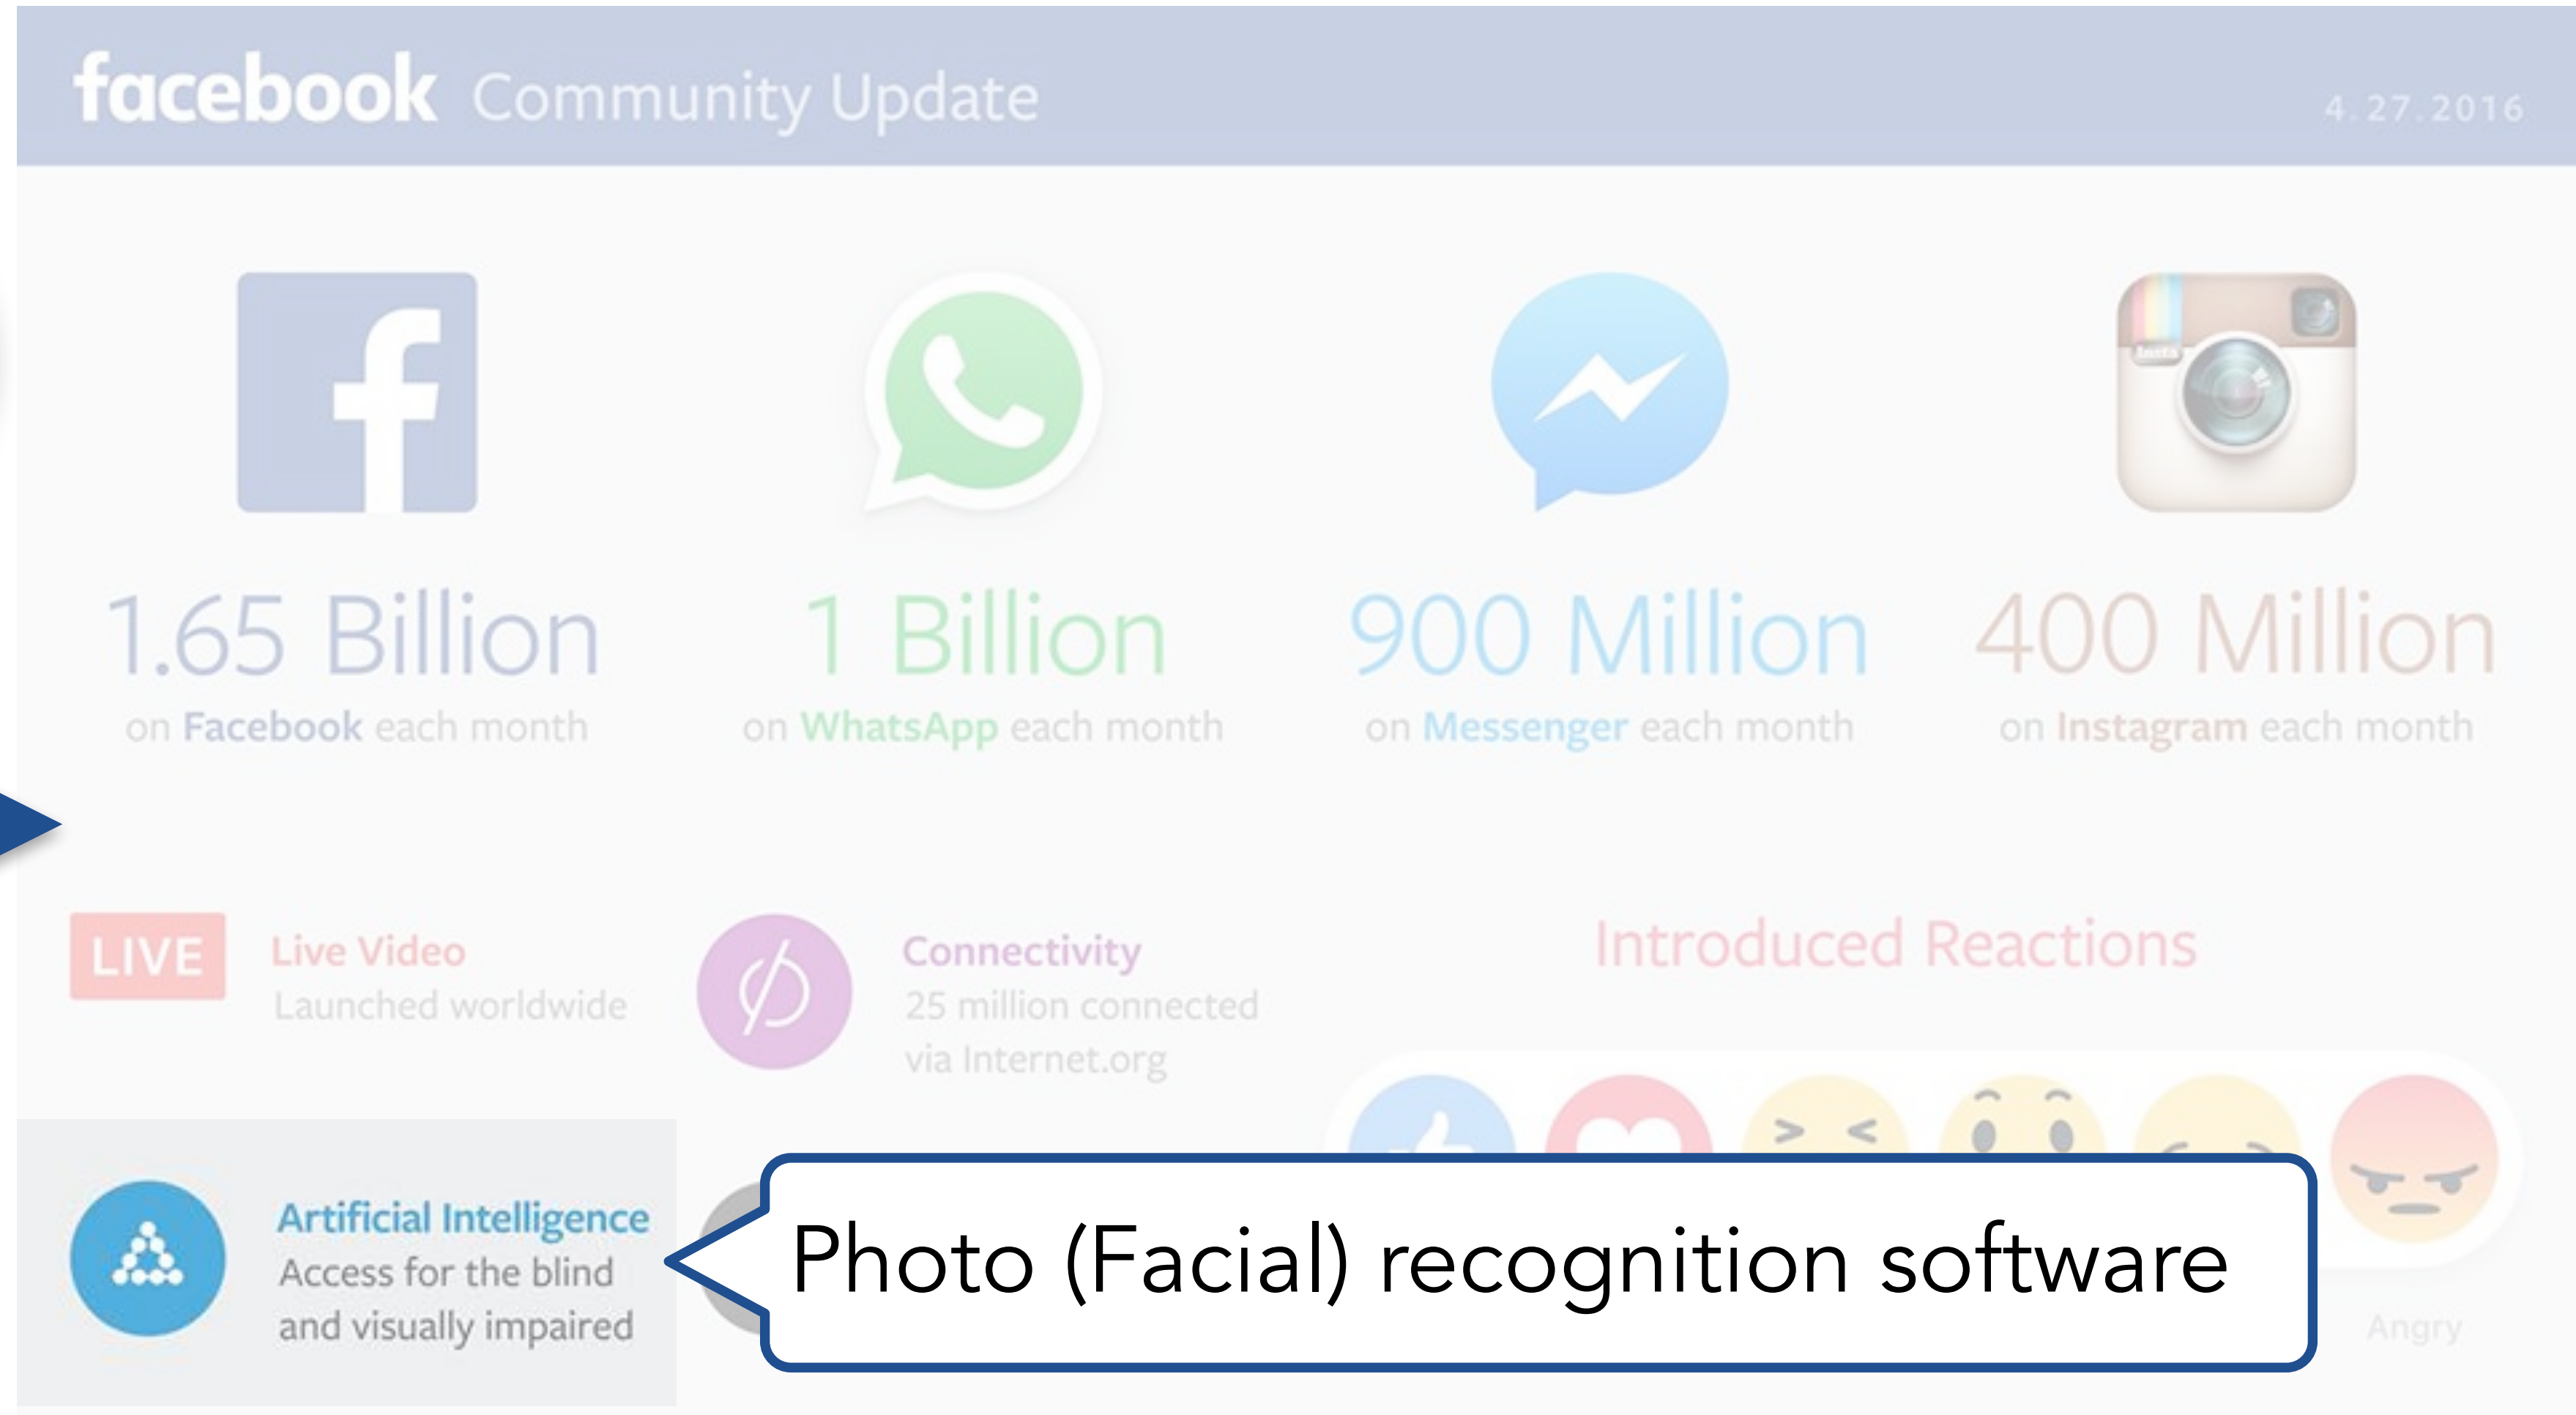 facebook Community Update
4.27.2016
Insta
1.65 Billion
on Facebook each month
1 Billion
on WhatsApp each month
900 Million
on Messenger each month
400 Million
on Instagram each month
LIVE
Live Video
Launched worldwide
Connectivity
25 million connected
via Internet.org
Introduced Reactions
Artificial Intelligence
Access for the blind
and visually impaired
Photo (Facial) recognition software
Angry